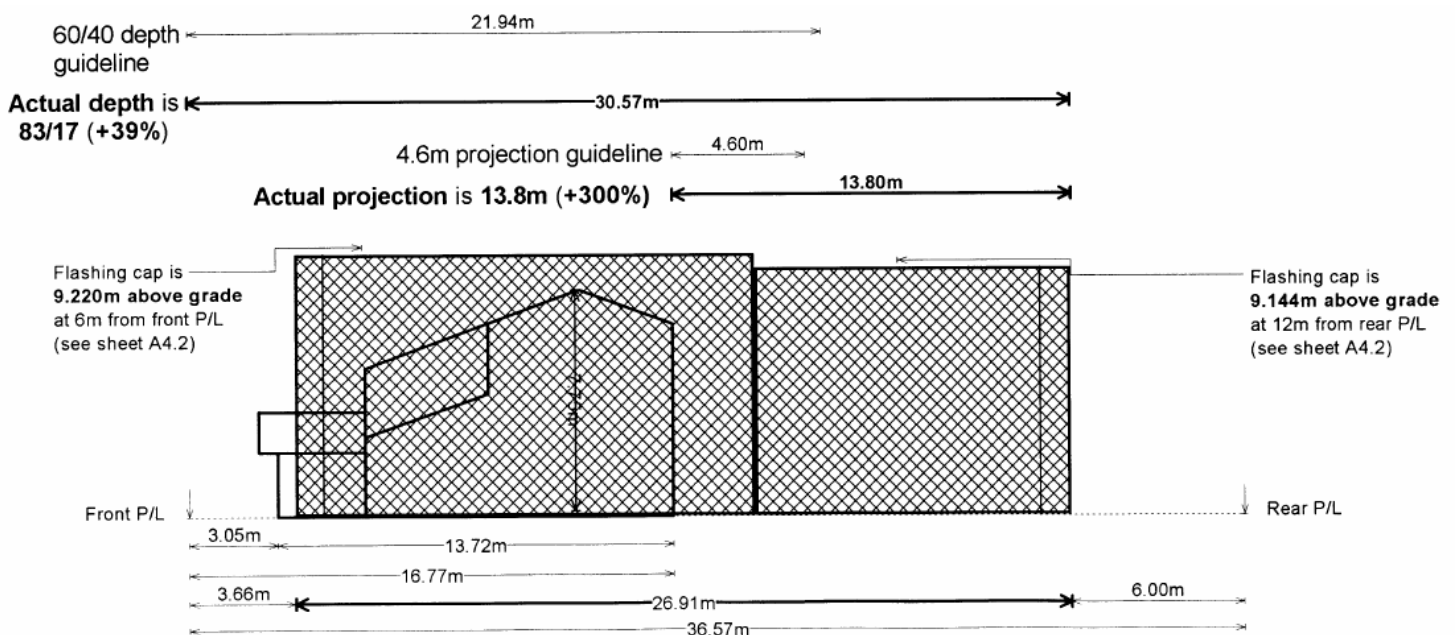 21.94m
60/40 depth
guideline
Actual depth is
83/17 (+39%)
30.57m
4.6m projection guideline
4.60m
Actual projection is 13.8m (+300%)
13.80m
Flashing cap is
9.220m above grade
at 6m from front P/L
(see sheet A4.2)
Flashing cap is
9.144m above grade
at 12m from rear P/L
(see sheet A4.2)
Front P/L
Rear P/L
3.05m
13.72m
16.77m
3.66m
26.91m
6.00m
36.57m